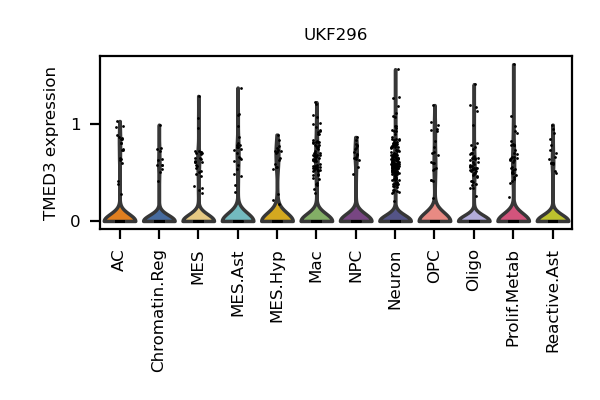 UKF296
TMED3 expression
1
0
AC
Chromatin.Reg
MES
MES.Ast
MES.Hyp
Mac
NPC
Neuron
OPC
Oligo
Prolif.Metab
Reactive.Ast